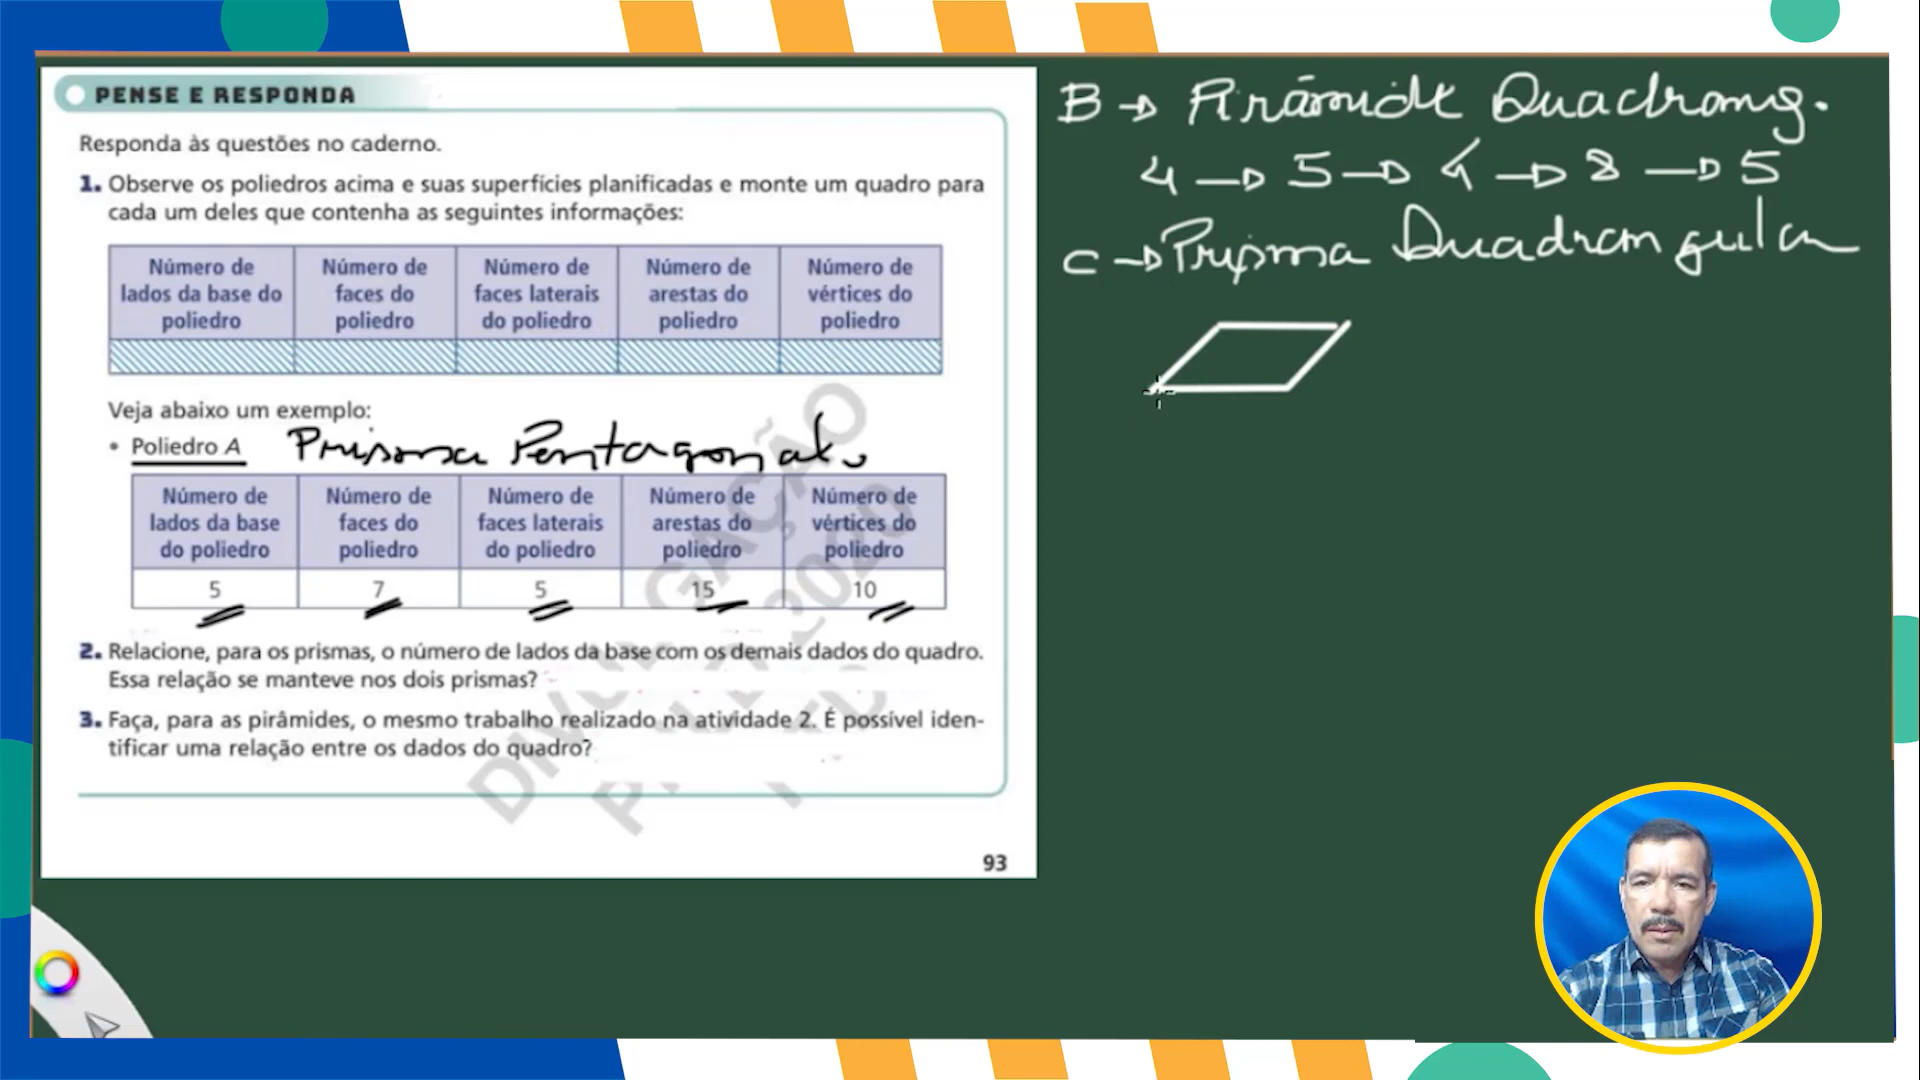 PENSE E RESPONDA
Responda às questões no caderno.
1. Observe os poliedros acima e suas superfícies planificadas e monte um quadro para
cada um deles que contenha as seguintes informações:
Número de lados da base do poliedro
Número de faces do poliedro
Número de faces laterais do poliedro
Número de arestas do poliedro
Número de vértices do poliedro
Veja abaixo um exemplo:
• Poliedro A Prisma Pentagonal.
Número de lados da base do poliedro
Número de faces do poliedro
Número de faces laterais do poliedro
Número de arestas do poliedro
Número de vértices do poliedro
5 7 5 15 10
2. Relacione, para os prismas, o número de lados da base com os demais dados do quadro.
Essa relação se manteve nos dois prismas?
3. Faça, para as pirâmides, o mesmo trabalho realizado na atividade 2. É possível iden-
tificar uma relação entre os dados do quadro?
93
B → Pirâmide Quadrang.
4 → 5 → 4 → 8 → 5
C → Prisma Quadrangular